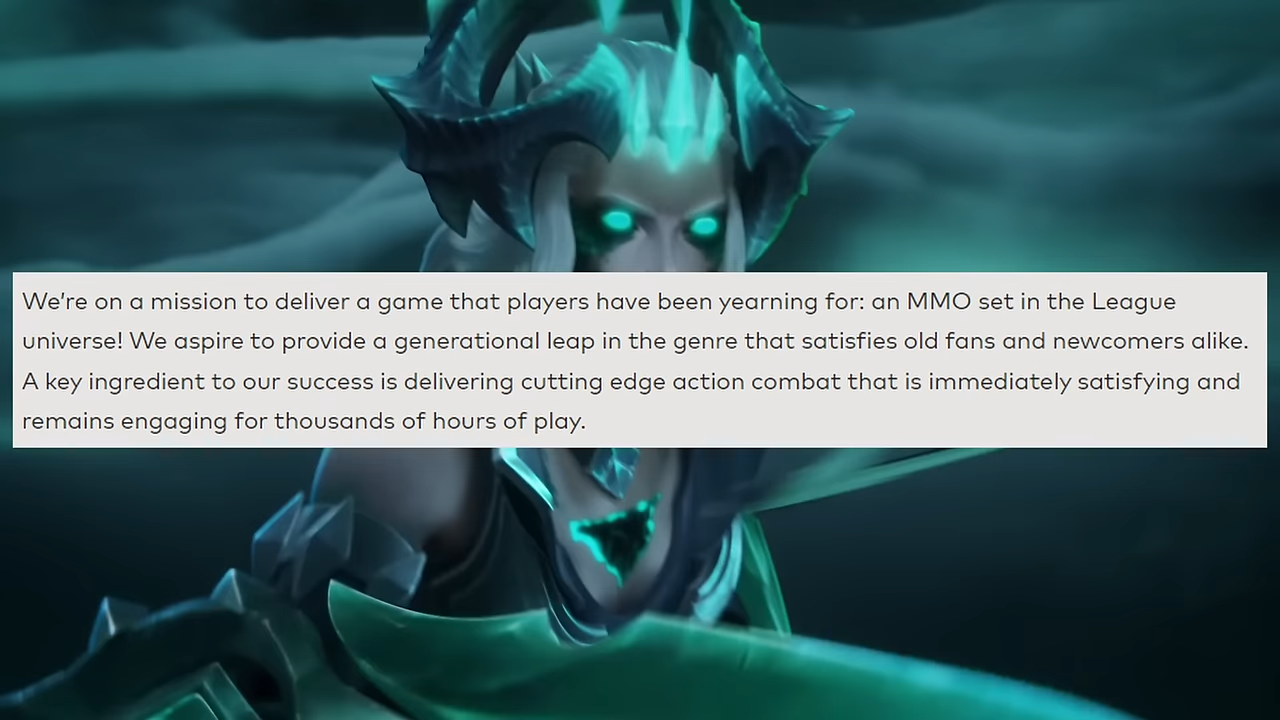 We're on a mission to deliver a game that players have been yearning for: an MMO set in the League
universe! We aspire to provide a generational leap in the genre that satisfies old fans and newcomers alike.
A key ingredient to our success is delivering cutting edge action combat that is immediately satisfying and
remains engaging for thousands of hours of play.